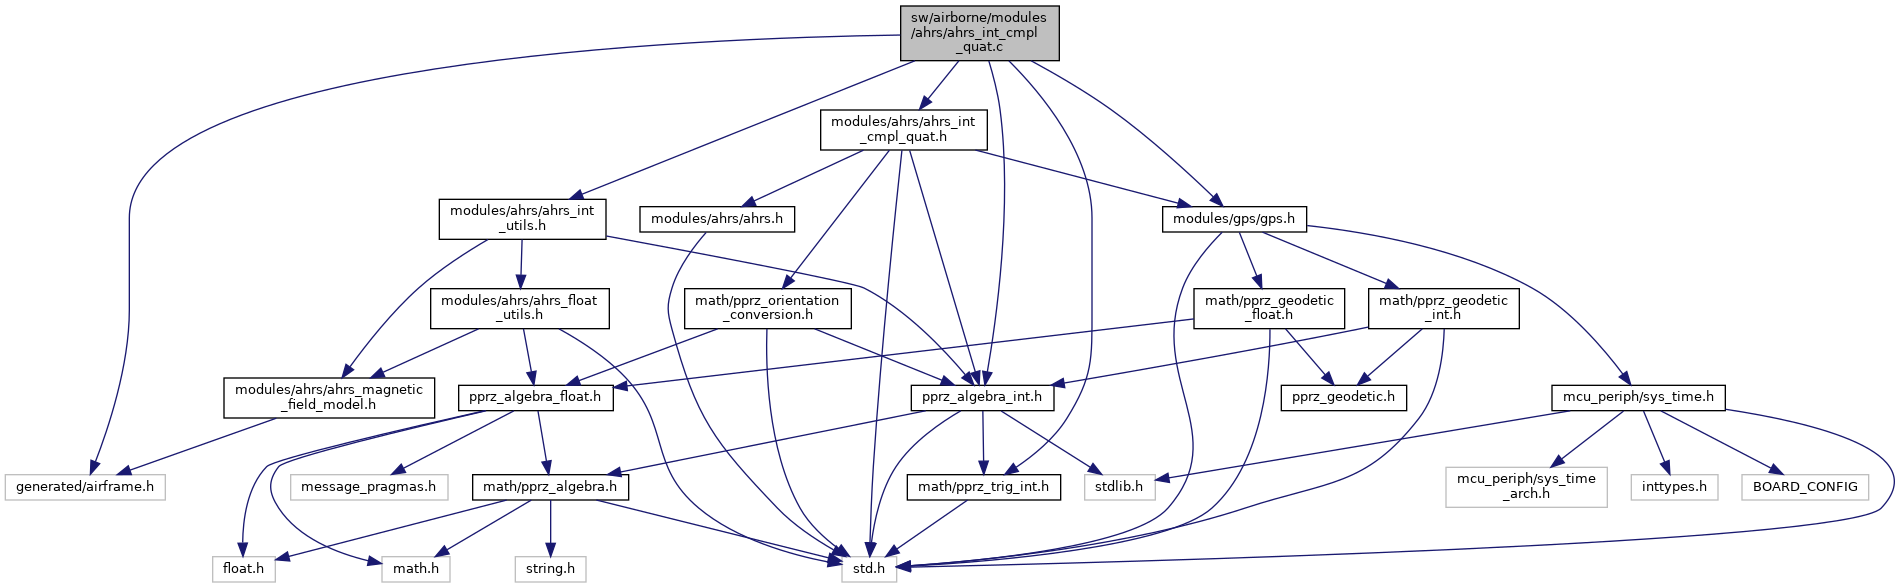 sw/airborne/modules
/ahrs/ahrs_int_cmpl
_quat.c
modules/ahrs/ahrs_int
_cmpl_quat.h
modules/ahrs/ahrs_int
_utils.h
modules/ahrs/ahrs.h
modules/gps/gps.h
modules/ahrs/ahrs_float
_utils.h
math/pprz_orientation
_conversion.h
math/pprz_geodetic
_float.h
math/pprz_geodetic
_int.h
modules/ahrs/ahrs_magnetic
_field_model.h
pprz_algebra_float.h
pprz_algebra_int.h
pprz_geodetic.h
mcu_periph/sys_time.h
generated/airframe.h
message_pragmas.h
math/pprz_algebra.h
math/pprz_trig_int.h
stdlib.h
mcu_periph/sys_time
_arch.h
inttypes.h
BOARD_CONFIG
float.h
math.h
string.h
std.h